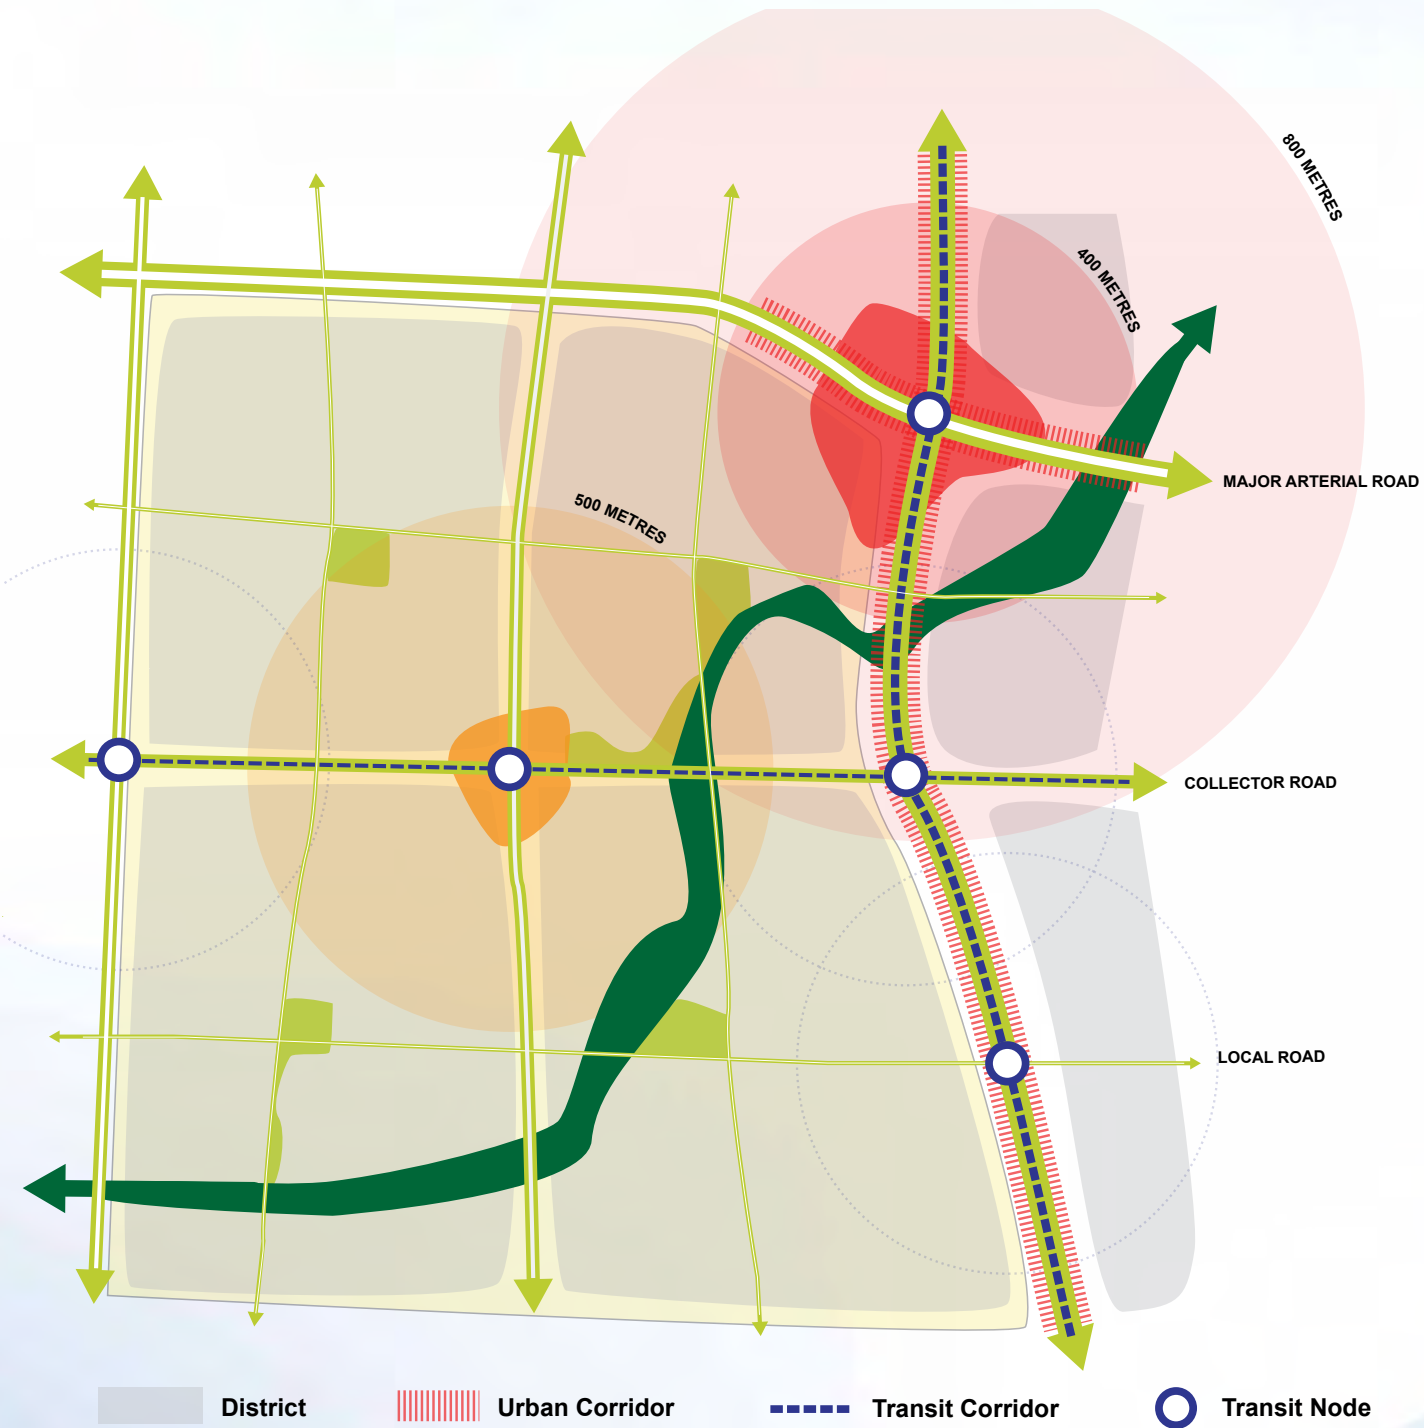 800 METRES
400 METRES
MAJOR ARTERIAL ROAD
500 METRES
COLLECTOR ROAD
LOCAL ROAD
District
Urban Corridor
Transit Corridor
Transit Node